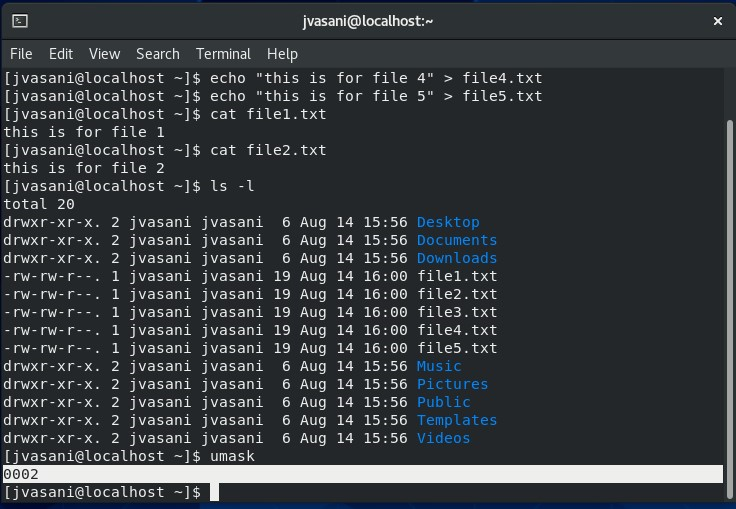 jvasani@localhost:~
File Edit View Search Terminal Help
[jvasani@localhost ~]$ echo "this is for file 4" > file4.txt
[jvasani@localhost ~]$ echo "this is for file 5" > file5.txt
[jvasani@localhost ~]$ cat file1.txt
this is for file 1
[jvasani@localhost ~]$ cat file2.txt
this is for file 2
[jvasani@localhost ~]$ ls -l
total 20
drwxr-xr-x. 2 jvasani jvasani  6 Aug 14 15:56 Desktop
drwxr-xr-x. 2 jvasani jvasani  6 Aug 14 15:56 Documents
drwxr-xr-x. 2 jvasani jvasani  6 Aug 14 15:56 Downloads
-rw-rw-r--. 1 jvasani jvasani 19 Aug 14 16:00 file1.txt
-rw-rw-r--. 1 jvasani jvasani 19 Aug 14 16:00 file2.txt
-rw-rw-r--. 1 jvasani jvasani 19 Aug 14 16:00 file3.txt
-rw-rw-r--. 1 jvasani jvasani 19 Aug 14 16:00 file4.txt
-rw-rw-r--. 1 jvasani jvasani 19 Aug 14 16:00 file5.txt
drwxr-xr-x. 2 jvasani jvasani  6 Aug 14 15:56 Music
drwxr-xr-x. 2 jvasani jvasani  6 Aug 14 15:56 Pictures
drwxr-xr-x. 2 jvasani jvasani  6 Aug 14 15:56 Public
drwxr-xr-x. 2 jvasani jvasani  6 Aug 14 15:56 Templates
drwxr-xr-x. 2 jvasani jvasani  6 Aug 14 15:56 Videos
[jvasani@localhost ~]$ umask
0002
[jvasani@localhost ~]$